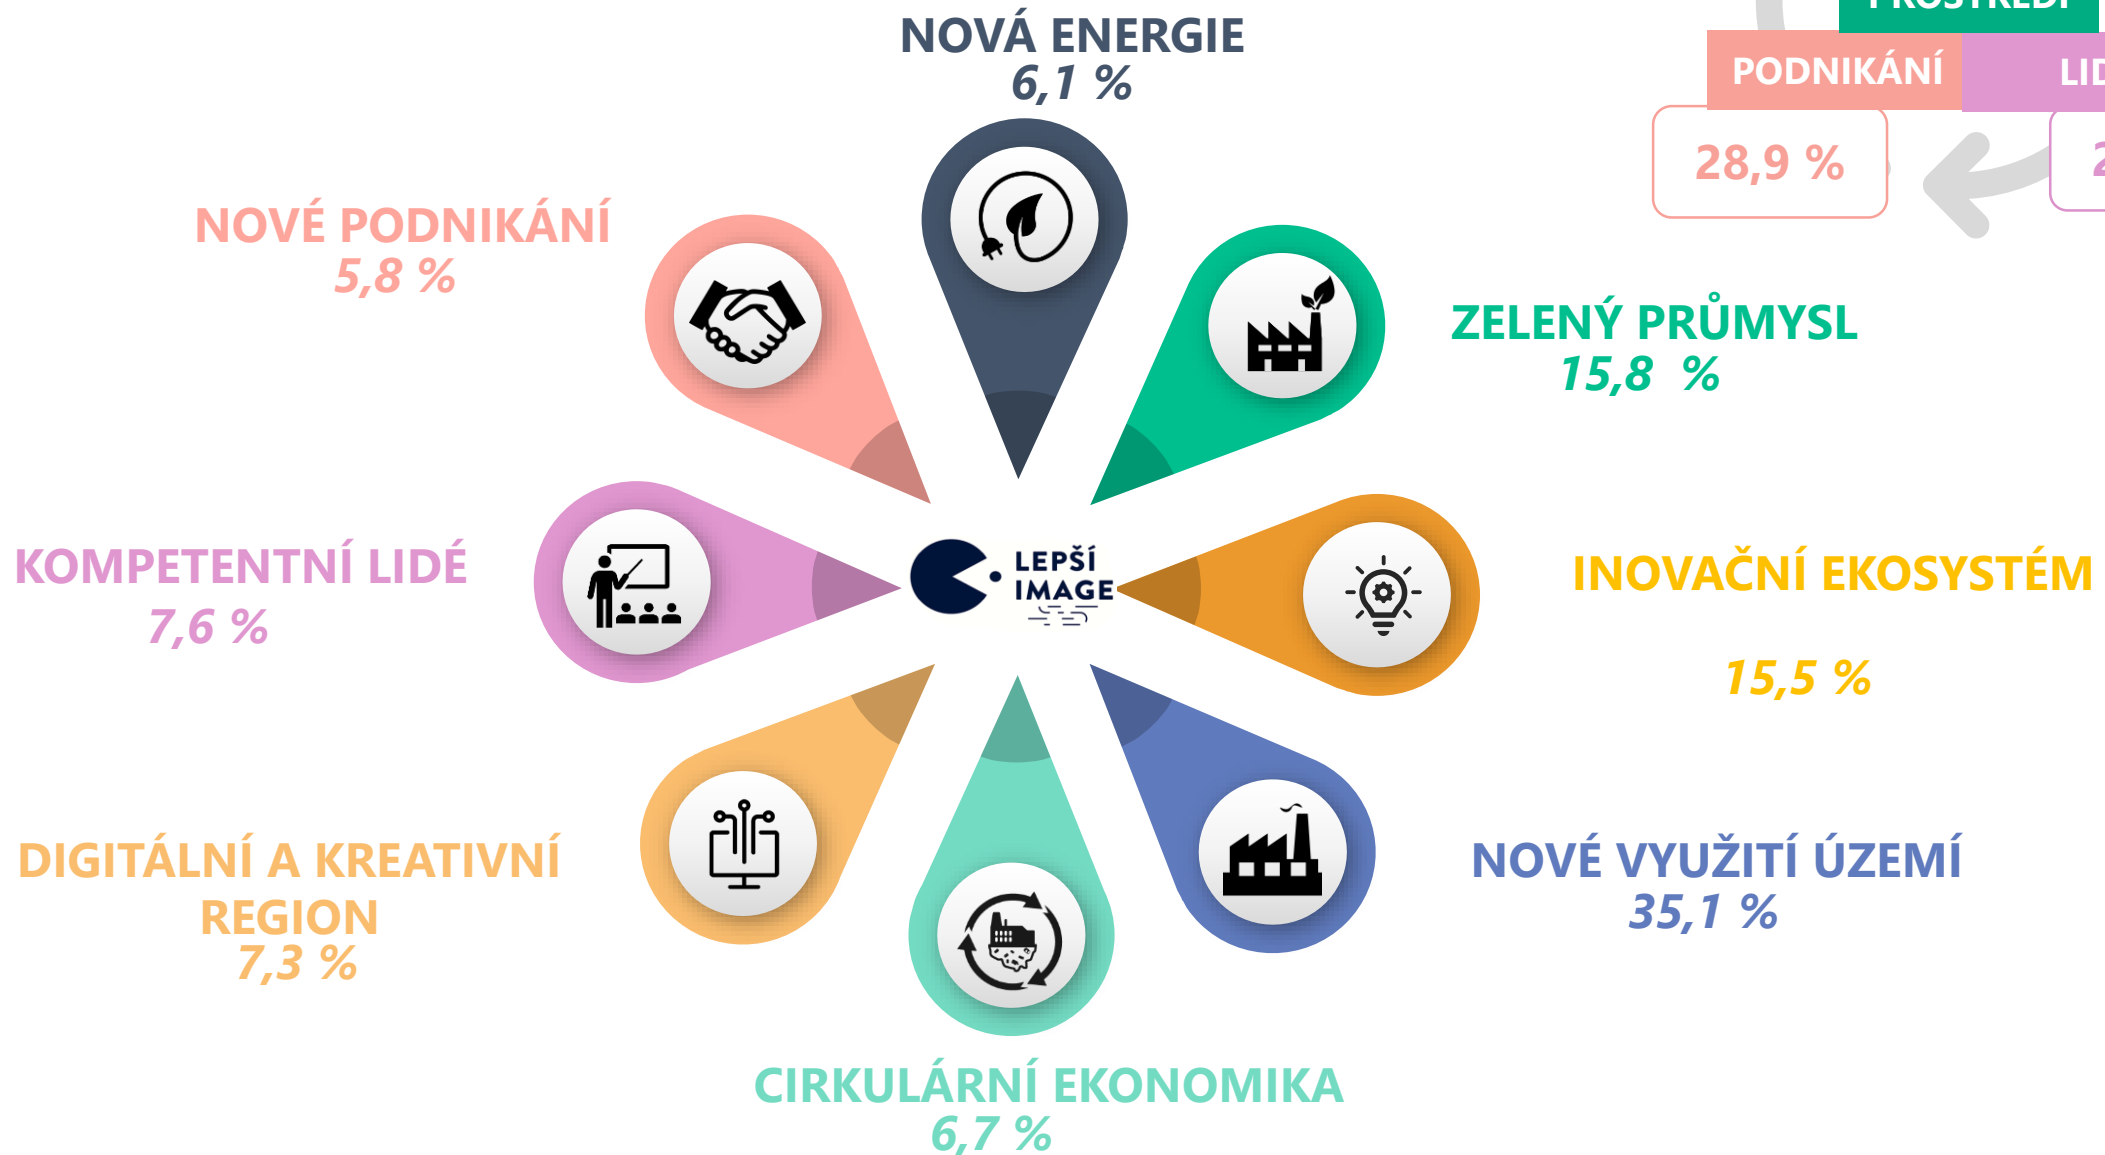 NOVÁ ENERGIE
6,1 %
PODNIKÁNÍ
28,9 %
NOVÉ PODNIKÁNÍ
5,8 %
ZELENÝ PRŮMYSL
15,8 %
KOMPETENTNÍ LIDÉ
7,6 %
LEPŠÍ
IMAGE
INOVAČNÍ EKOSYSTÉM
15,5 %
DIGITÁLNÍ A KREATIVNÍ
REGION
7,3 %
NOVÉ VYUŽITÍ ÚZEMÍ
35,1 %
CIRKULÁRNÍ EKONOMIKA
6,7 %